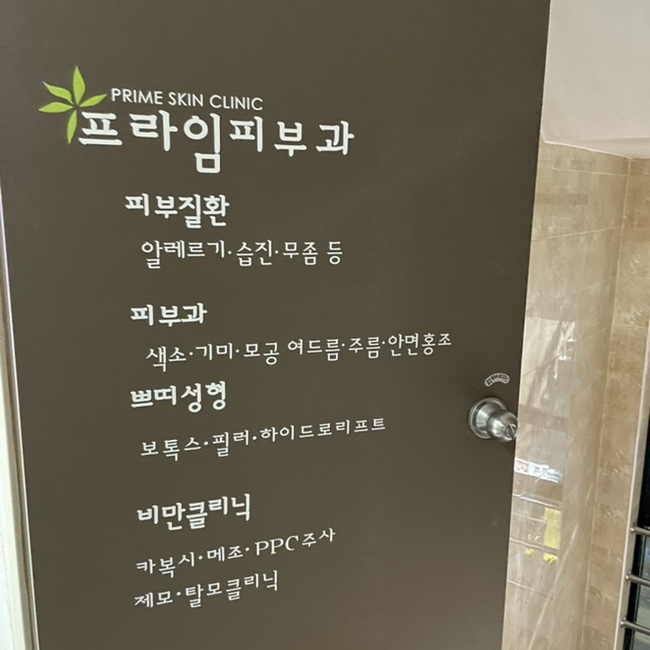 PRIME SKIN CLINIC
프라임피부과
피부질환
알레르기·습진·무좀 등
피부과
색소·기미·모공 여드름·주름·안면홍조
쁘띠성형
보톡스·필러·하이드로리프트
비만클리닉
카복시·메조·PPC주사
제모·탈모클리닉